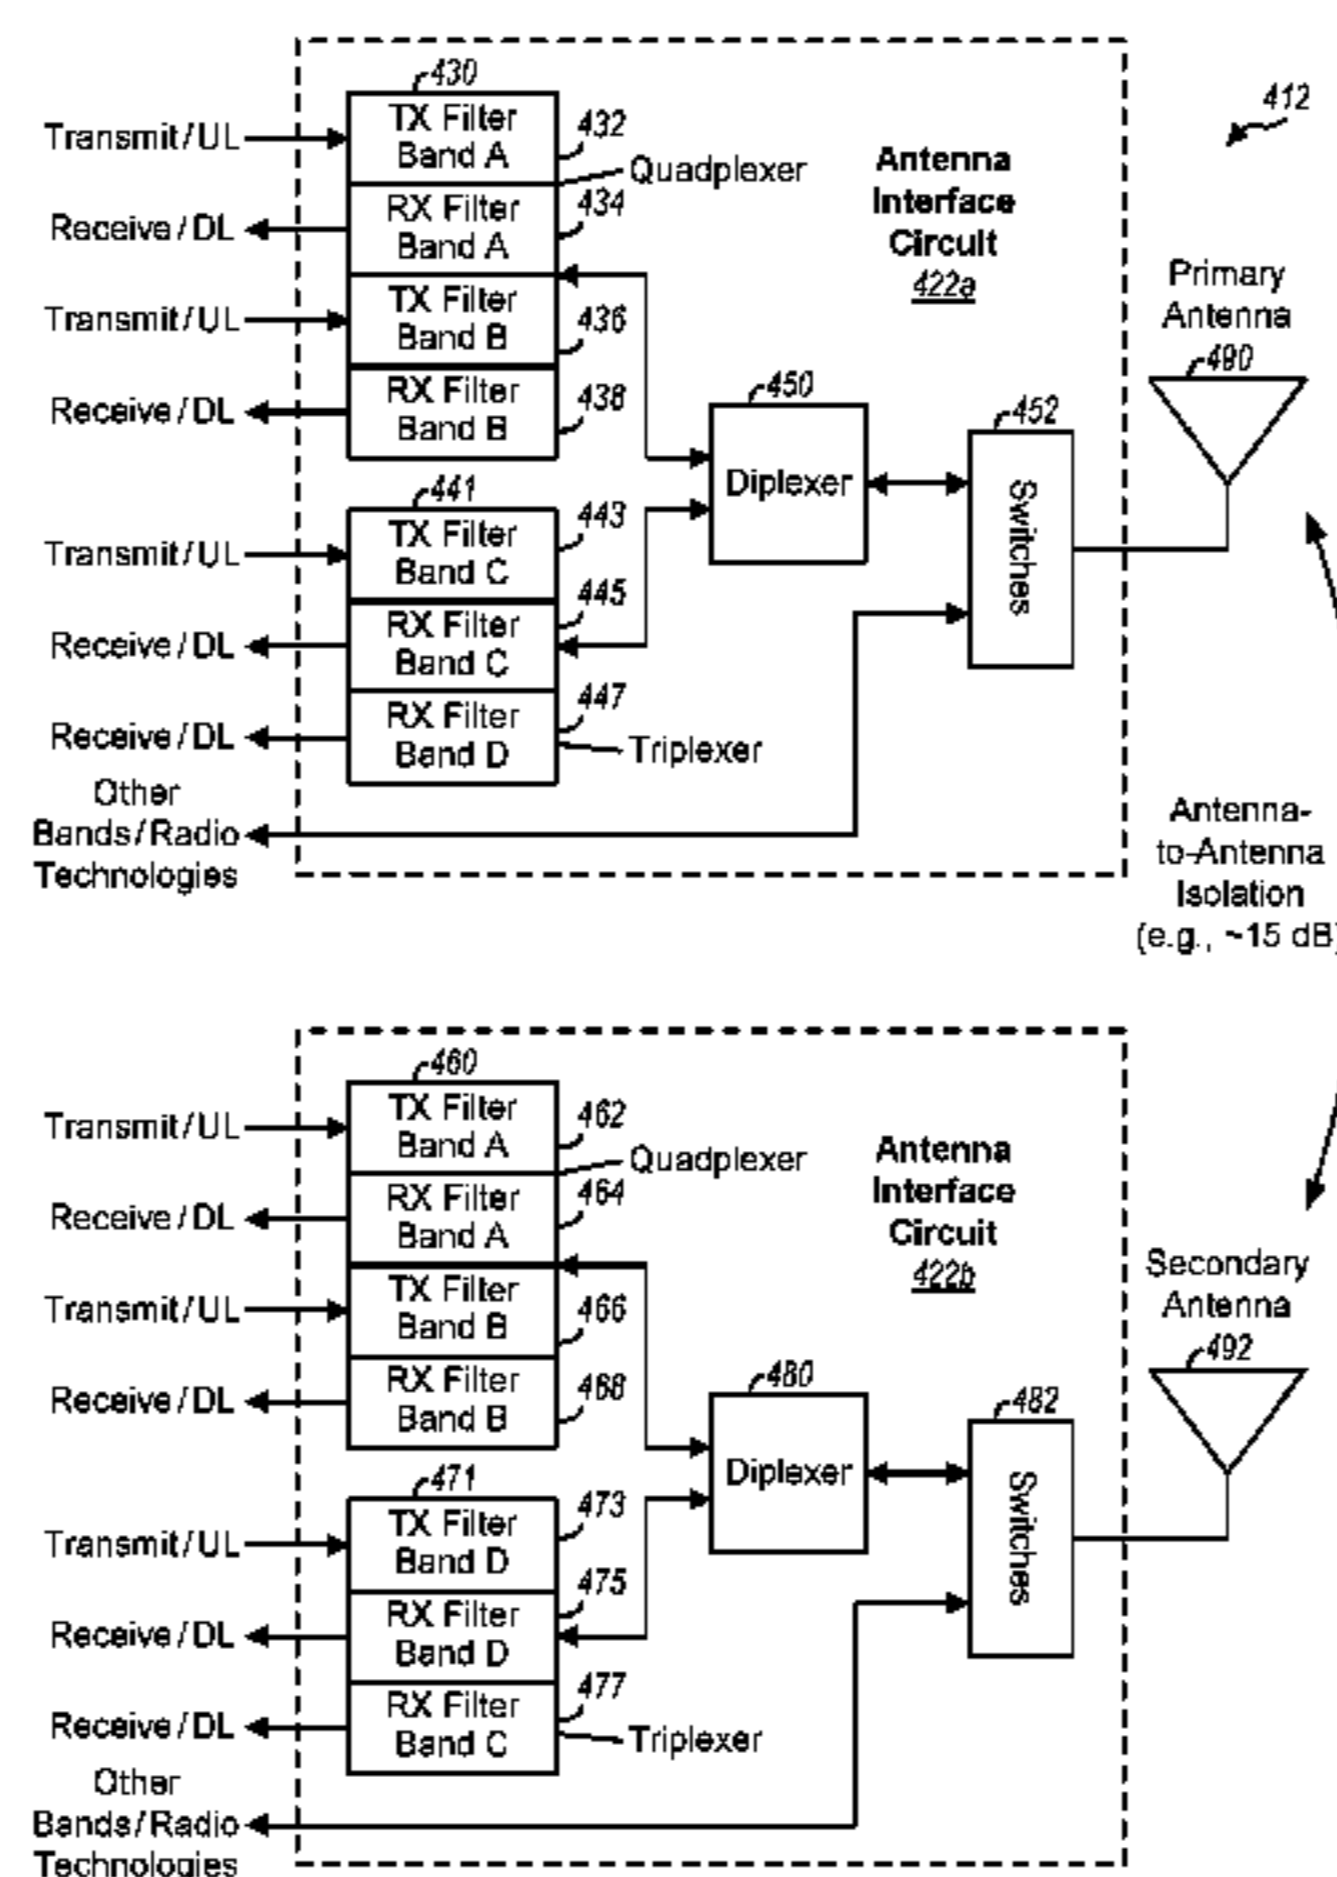 412
430
Transmit/UL
TX Filter
Band A
432
Quadplexer
Receive/DL
RX Filter
Band A
434
Transmit/UL
TX Filter
Band B
436
Receive/DL
RX Filter
Band B
438
Antenna
Interface
Circuit
422a
Primary
Antenna
490
450
Diplexer
452
Switches
441
Transmit/UL
TX Filter
Band C
443
Receive/DL
RX Filter
Band C
445
Receive/DL
RX Filter
Band D
447
Triplexer
Other
Bands/Radio
Technologies
Antenna-
to-Antenna
Isolation
(e.g., ~15 dB)
460
Transmit/UL
TX Filter
Band A
462
Quadplexer
Receive/DL
RX Filter
Band A
464
Transmit/UL
TX Filter
Band B
466
Receive/DL
RX Filter
Band B
468
Antenna
Interface
Circuit
422b
Secondary
Antenna
492
480
Diplexer
482
Switches
471
Transmit/UL
TX Filter
Band D
473
Receive/DL
RX Filter
Band D
475
Receive/DL
RX Filter
Band C
477
Triplexer
Other
Bands/Radio
Technologies